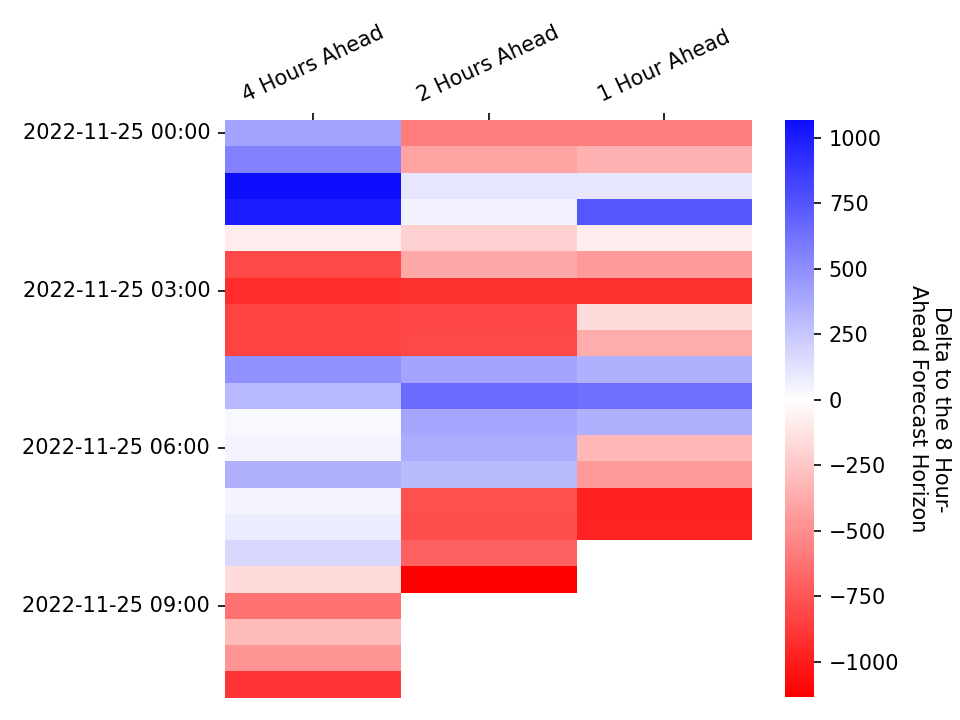 4 Hours Ahead
2 Hours Ahead
1 Hour Ahead
2022-11-25 00:00
2022-11-25 03:00
2022-11-25 06:00
2022-11-25 09:00
1000
750
500
250
0
−250
−500
−750
−1000
Delta to the 8 Hour-
Ahead Forecast Horizon